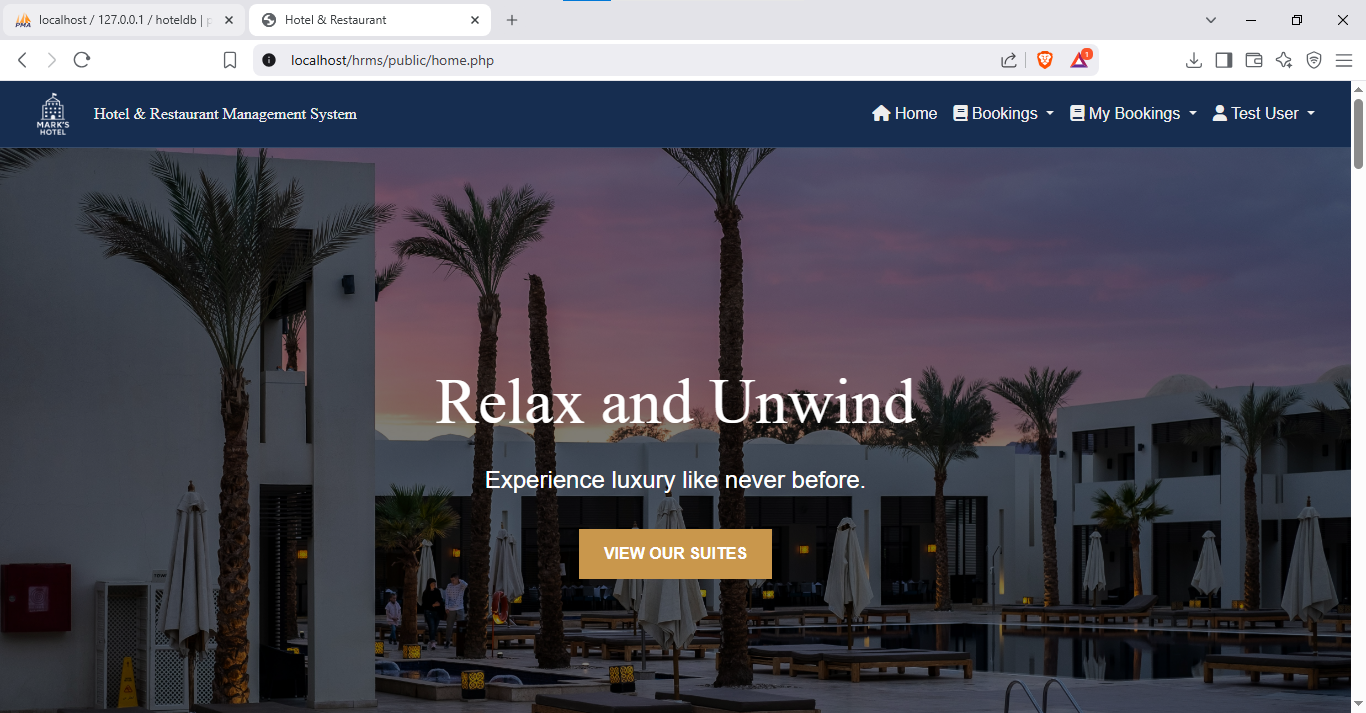 localhost / 127.0.0.1 / hoteldb |
Hotel & Restaurant
localhost/hrms/public/home.php
1
MARK'S
HOTEL
Hotel & Restaurant Management System
Home
Bookings
My Bookings
Test User
Relax and Unwind
Experience luxury like never before.
VIEW OUR SUITES